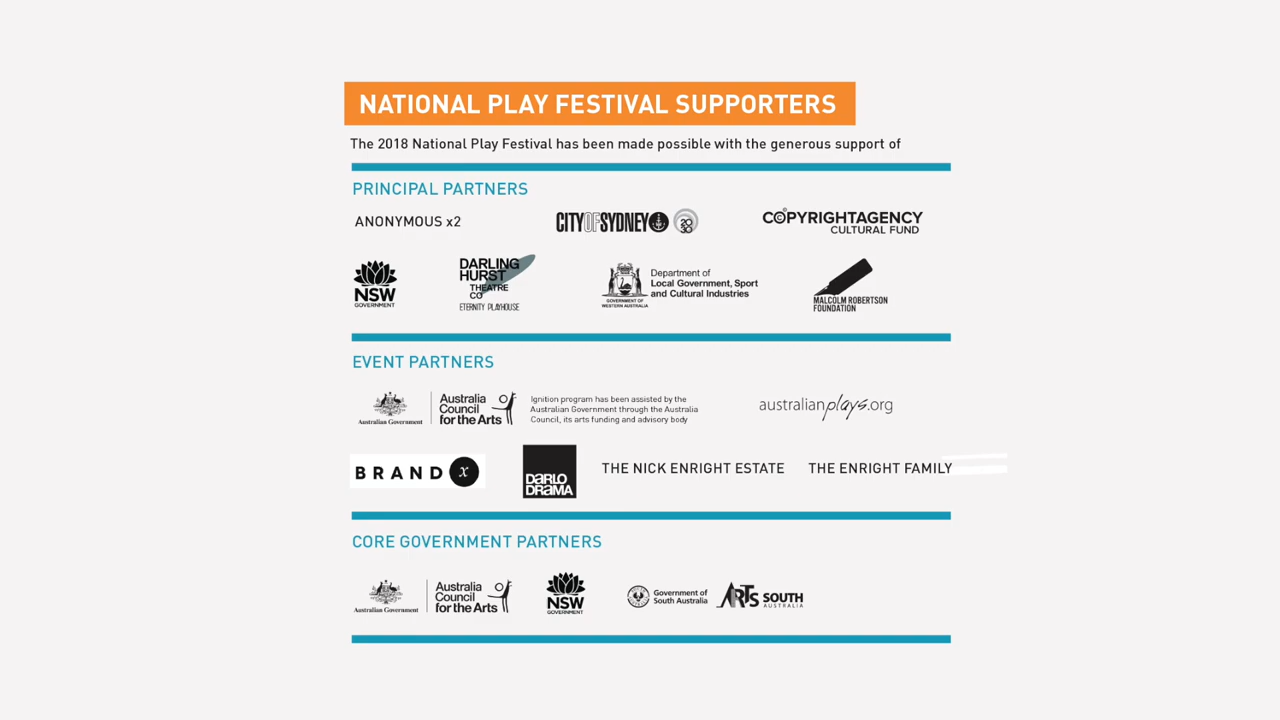 NATIONAL PLAY FESTIVAL SUPPORTERS
The 2018 National Play Festival has been made possible with the generous support of
PRINCIPAL PARTNERS
ANONYMOUS x2
CITYOFSYDNEY
2030
COPYRIGHTAGENCY
CULTURAL FUND
NSW
GOVERNMENT
DARLING
HURST
THEATRE
CO
ETERNITY PLAYHOUSE
GOVERNMENT OF
WESTERN AUSTRALIA
Department of
Local Government, Sport
and Cultural Industries
MALCOLM ROBERTSON
FOUNDATION
EVENT PARTNERS
Australian Government
Australia
Council
for the Arts
Ignition program has been assisted by the
Australian Government through the Australia
Council, its arts funding and advisory body
australianplays.org
BRAND x
DARLO
DRAMA
THE NICK ENRIGHT ESTATE
THE ENRIGHT FAMILY
CORE GOVERNMENT PARTNERS
Australian Government
Australia
Council
for the Arts
NSW
GOVERNMENT
Government of
South Australia
ARTS SOUTH
AUSTRALIA